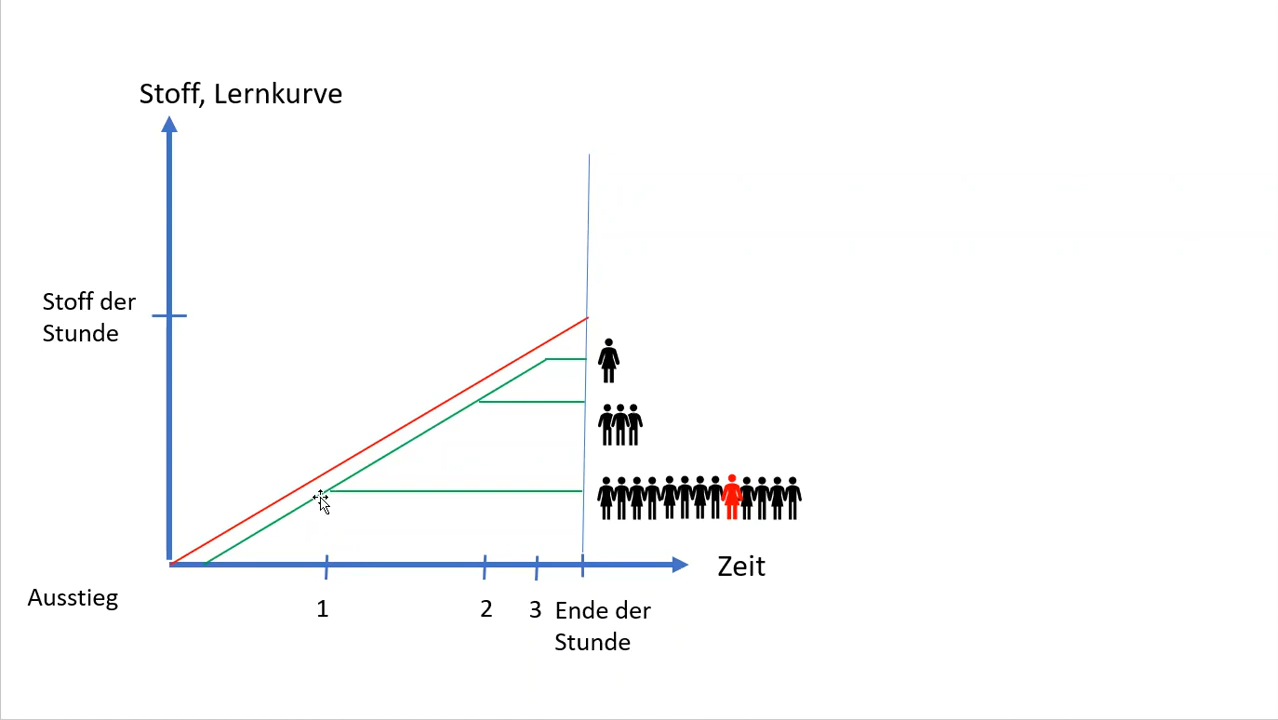 Stoff, Lernkurve
Stoff der
Stunde
Zeit
Ausstieg
1
2
3
Ende der
Stunde